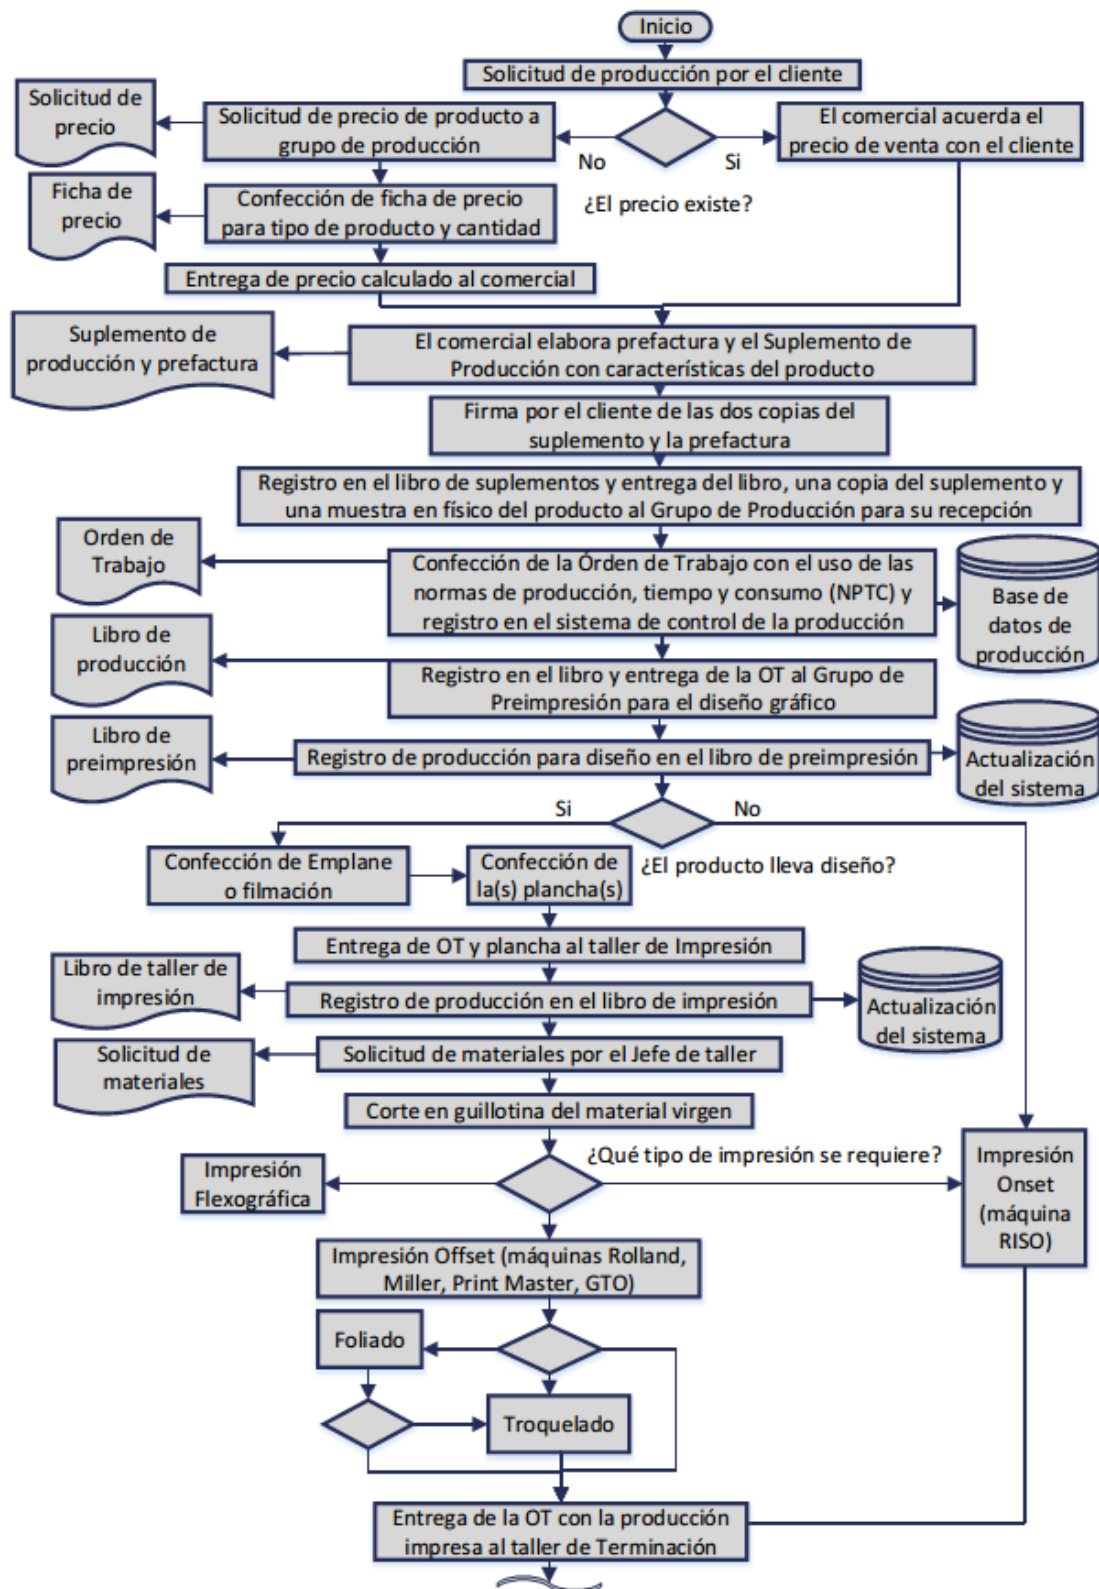 Inicio
Solicitud de producción por el cliente
Solicitud de
precio
Solicitud de precio de producto a
grupo de producción
No
Si
El comercial acuerda el
precio de venta con el cliente
¿El precio existe?
Ficha de
precio
Confección de ficha de precio
para tipo de producto y cantidad
Entrega de precio calculado al comercial
Suplemento de
producción y prefactura
El comercial elabora prefactura y el Suplemento de
Producción con características del producto
Firma por el cliente de las dos copias del
suplemento y la prefactura
Registro en el libro de suplementos y entrega del libro, una copia del suplemento y
una muestra en físico del producto al Grupo de Producción para su recepción
Orden de
Trabajo
Confección de la Órden de Trabajo con el uso de las
normas de producción, tiempo y consumo (NPTC) y
registro en el sistema de control de la producción
Base de
datos de
producción
Libro de
producción
Registro en el libro y entrega de la OT al Grupo de
Preimpresión para el diseño gráfico
Libro de
preimpresión
Registro de producción para diseño en el libro de preimpresión
Actualización
del sistema
Si
No
¿El producto lleva diseño?
Confección de Emplane
o filmación
Confección de
la(s) plancha(s)
Entrega de OT y plancha al taller de Impresión
Libro de taller de
impresión
Registro de producción en el libro de impresión
Actualización
del sistema
Solicitud de
materiales
Solicitud de materiales por el Jefe de taller
Corte en guillotina del material virgen
¿Qué tipo de impresión se requiere?
Impresión
Flexográfica
Impresión
Onset
(máquina
RISO)
Impresión Offset (máquinas Rolland,
Miller, Print Master, GTO)
Foliado
Troquelado
Entrega de la OT con la producción
impresa al taller de Terminación